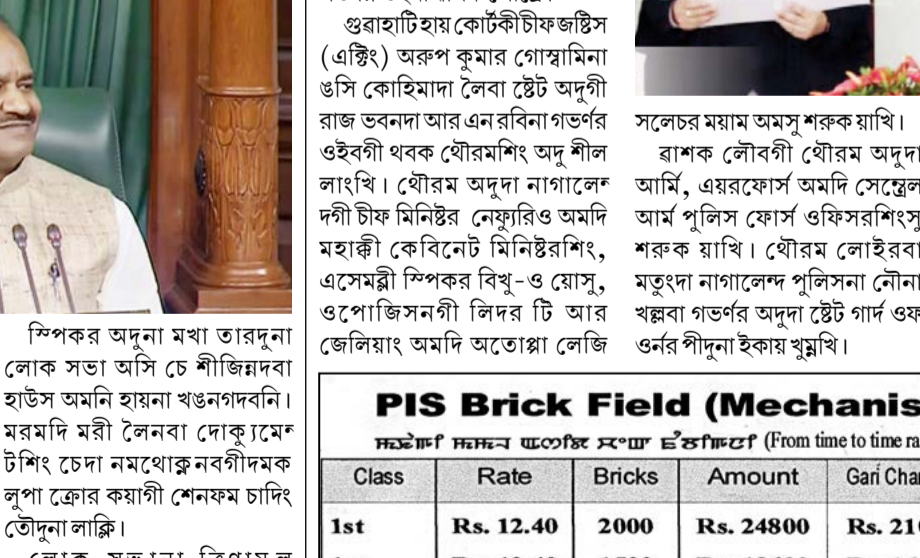 স্পিকর অদুনা মখা তারদুনা
লোক সভা অসি চে শীজিন্নদবা
হাউস অমনি হায়না খঙনগদবনি।
মরমদি মরী লৈনবা দোক্যুমেন্
টশিং চেদা নমথোক্লনবগীদমক
লুপা ক্রোর কয়াগী শেনফম চাদিং
তৌদুনা লাক্লি।
গুৱাহাটি হায় কোর্টকী চীফ জষ্টিস
(এক্টিং) অরুপ কুমার গোস্বামিনা
ঙসি কোহিমাদা লৈবা ষ্টেট অদুগী
রাজ ভবনদা আর এন রবিনা গভর্ণর
ওইবগী থবক থৌরমশিং অদু শীল
লাংখি। থৌরম অদুদা নাগালেন্
দগী চীফ মিনিষ্টর নেফ্যুরিও অমদি
মহাক্কী কেবিনেট মিনিষ্টরশিং,
এসেমব্লী স্পিকর বিখু-ও য়োসু,
ওপোজিসনগী লিদর টি আর
জেলিয়াং অমদি অতোপ্পা লেজি
সলেচর ময়াম অমসু শরুক য়াখি।
ৱাশক লৌবগী থৌরম অদুদা
আর্মি, এয়রফোর্স অমদি সেন্ত্রেল
আর্ম পুলিস ফোর্স ওফিসরশিংসু
শরুক য়াখি। থৌরম লোইরবা
মতুংদা নাগালেন্দ পুলিসনা নৌনা
খল্লবা গভর্ণর অদুদা ষ্টেট গার্দ ওফ
ওর্নর পীদুনা ইকায় খুম্নখি।
PIS Brick Field (Mechanis
(From time to time ra
Class Rate Bricks Amount Gari Char
1st Rs. 12.40 2000 Rs. 24800 Rs. 21